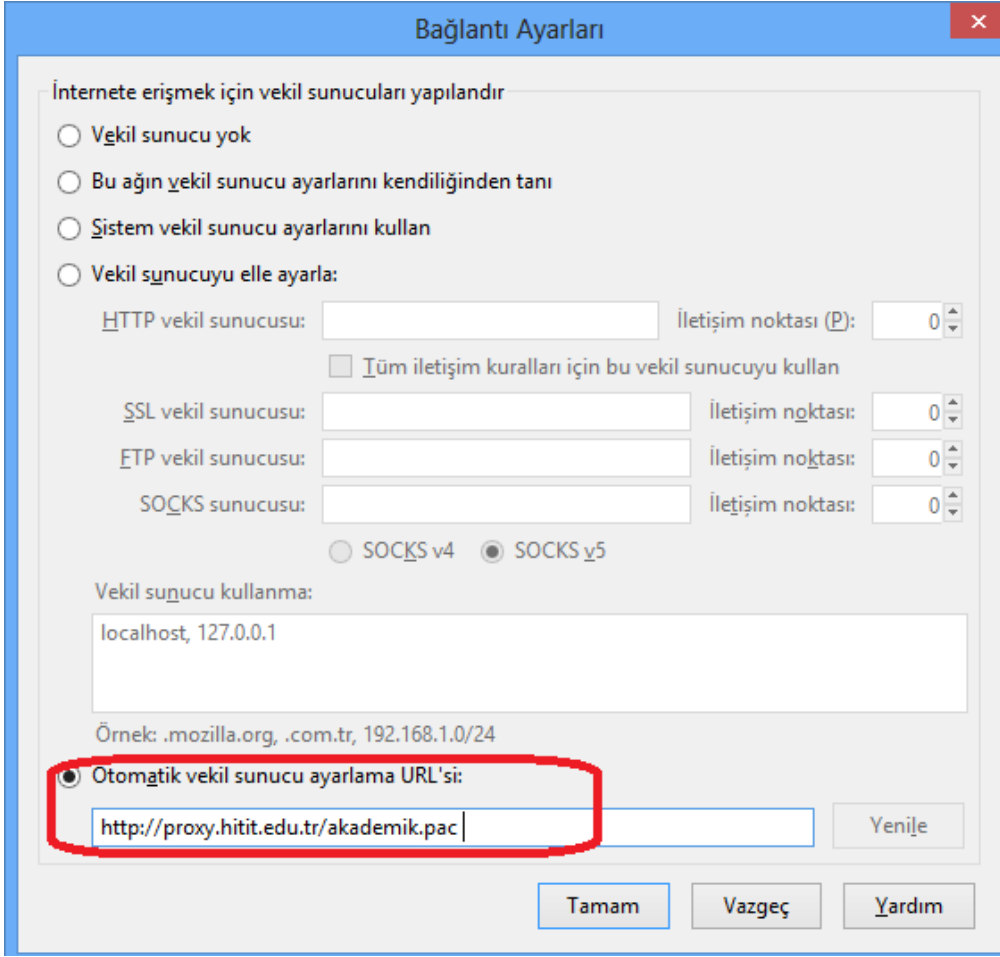 Bağlantı Ayarları
İnternete erişmek için vekil sunucuları yapılandır
Vekil sunucu yok
Bu ağın vekil sunucu ayarlarını kendiliğinden tanı
Sistem vekil sunucu ayarlarını kullan
Vekil sunucuyu elle ayarla:
HTTP vekil sunucusu: İletişim noktası (P): 0
Tüm iletişim kuralları için bu vekil sunucuyu kullan
SSL vekil sunucusu: İletişim noktası: 0
FTP vekil sunucusu: İletişim noktası: 0
SOCKS sunucusu: İletişim noktası: 0
SOCKS v4 SOCKS v5
Vekil sunucu kullanma:
localhost, 127.0.0.1
Örnek: .mozilla.org, .com.tr, 192.168.1.0/24
Otomatik vekil sunucu ayarlama URL'si:
http://proxy.hitit.edu.tr/akademik.pac Yenile
Tamam Vazgeç Yardım